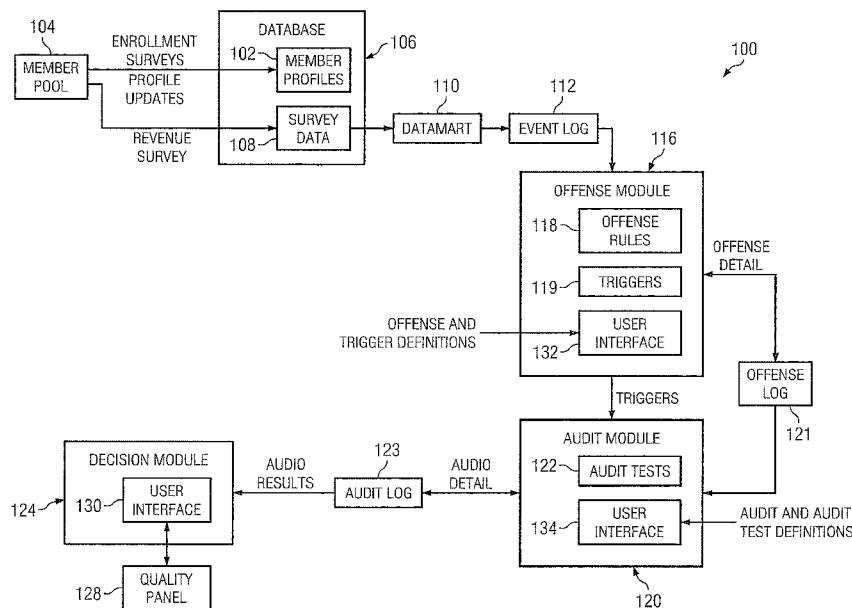 104
MEMBER
POOL
ENROLLMENT
SURVEYS
PROFILE
UPDATES
REVENUE
SURVEY
DATABASE
102
MEMBER
PROFILES
106
SURVEY
DATA
108
110
DATAMART
112
EVENT LOG
100
116
OFFENSE MODULE
118
OFFENSE
RULES
119
TRIGGERS
USER
INTERFACE
132
OFFENSE AND
TRIGGER DEFINITIONS
OFFENSE
DETAIL
OFFENSE
LOG
121
TRIGGERS
AUDIT MODULE
122
AUDIT TESTS
134
USER
INTERFACE
AUDIT AND AUDIT
TEST DEFINITIONS
120
AUDIO
DETAIL
123
AUDIT LOG
AUDIO
RESULTS
DECISION MODULE
124
130
USER
INTERFACE
128
QUALITY
PANEL